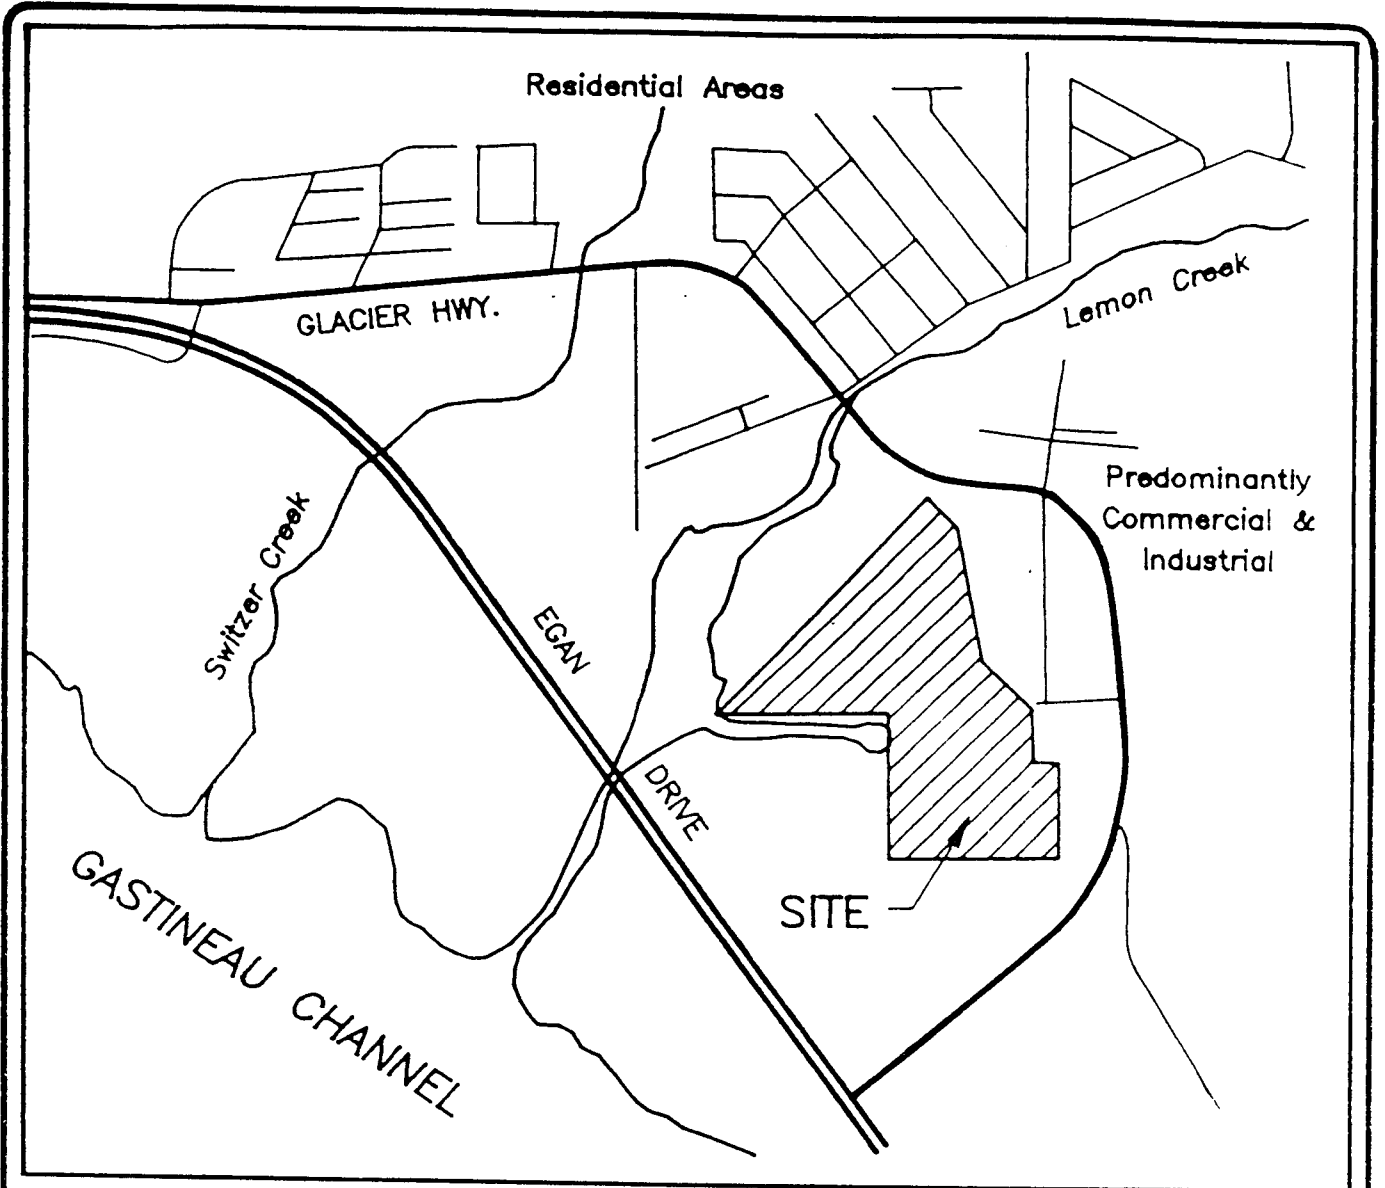 Residential Areas
GLACIER HWY.
Lemon Creek
Predominantly
Commercial &
Industrial
Switzer Creek
EGAN
DRIVE
SITE
GASTINEAU CHANNEL